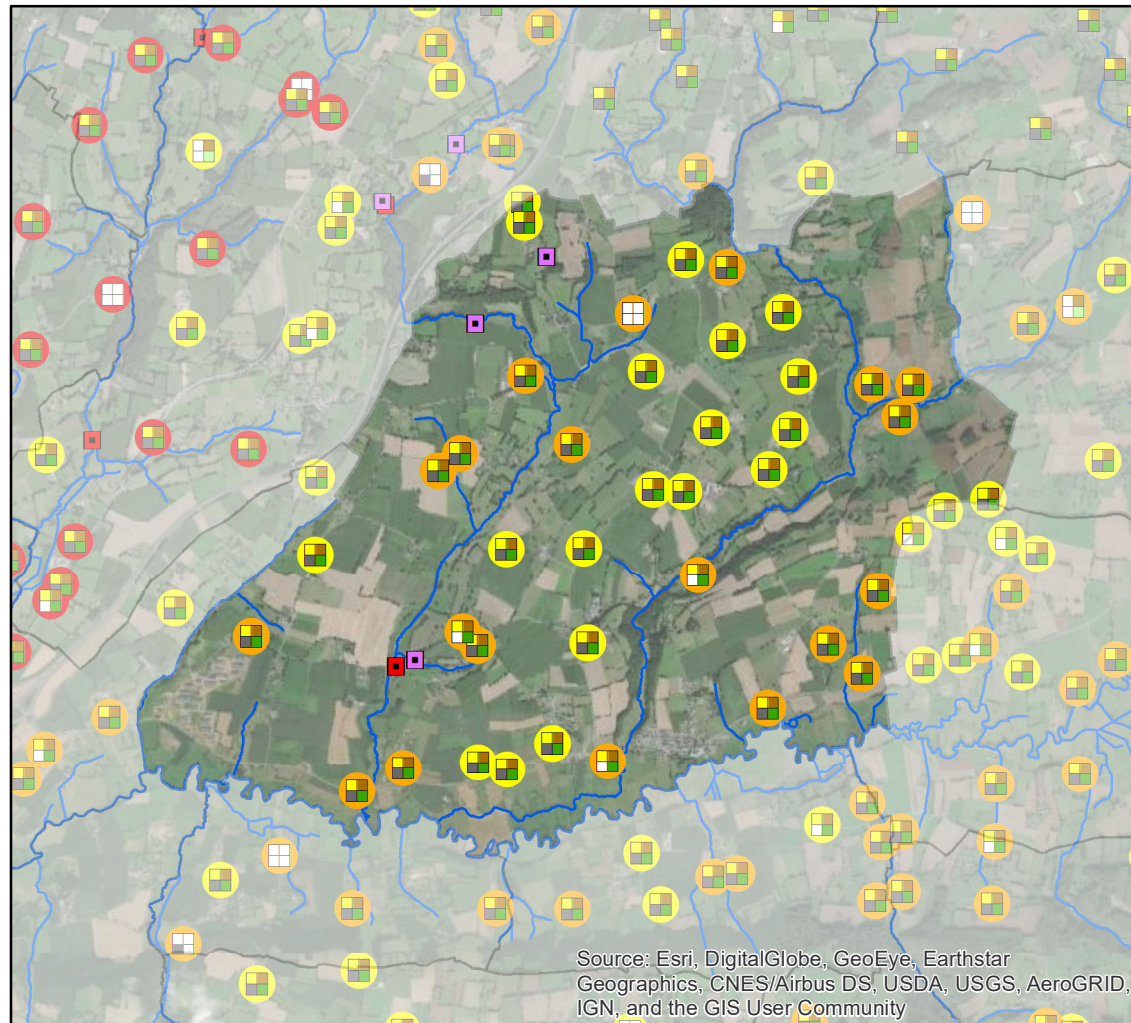 Source: Esri, DigitalGlobe, GeoEye, Earthstar
Geographics, CNES/Airbus DS, USDA, USGS, AeroGRID,
IGN, and the GIS User Community